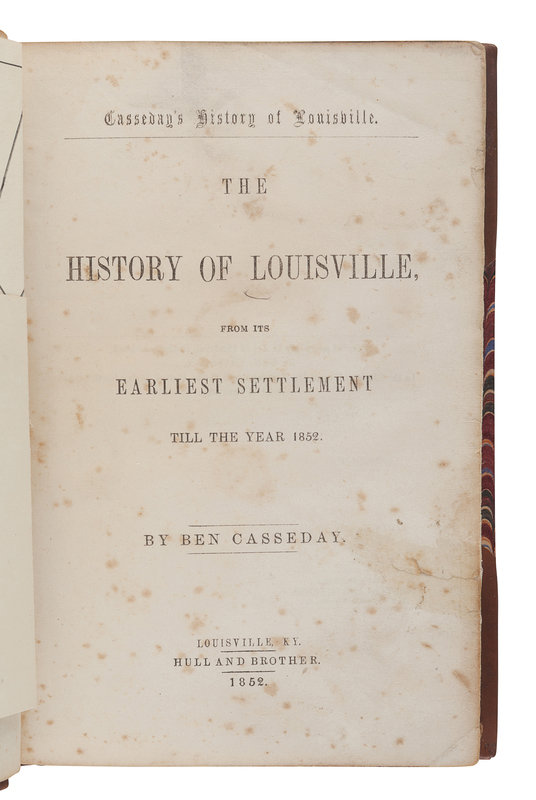 Casseday's History of Louisville.
THE
HISTORY OF LOUISVILLE,
FROM ITS
EARLIEST SETTLEMENT
TILL THE YEAR 1852.
BY BEN CASSEDAY.
LOUISVILLE, KY.
HULL AND BROTHER.
1852.